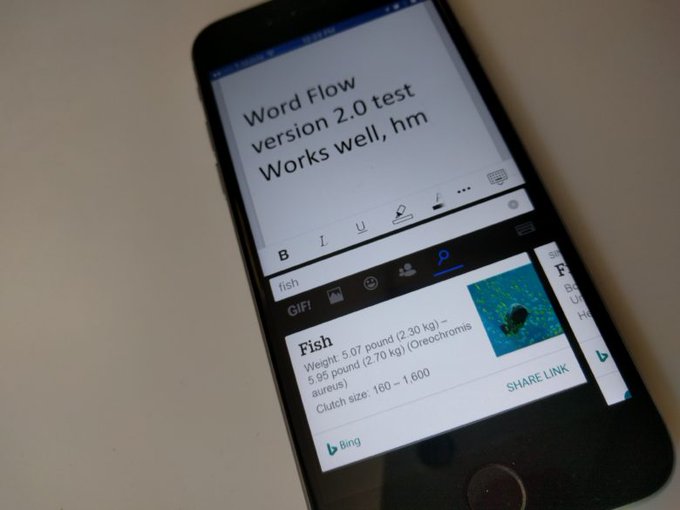 Word Flow
version 2.0 test
Works well, hm
B I U
fish
GIF!
Fish
Weight: 5.07 pound (2.30 kg) –
5.95 pound (2.70 kg) (Oreochromis
aureus)
Clutch size: 160 – 1,600
SHARE LINK
Bing